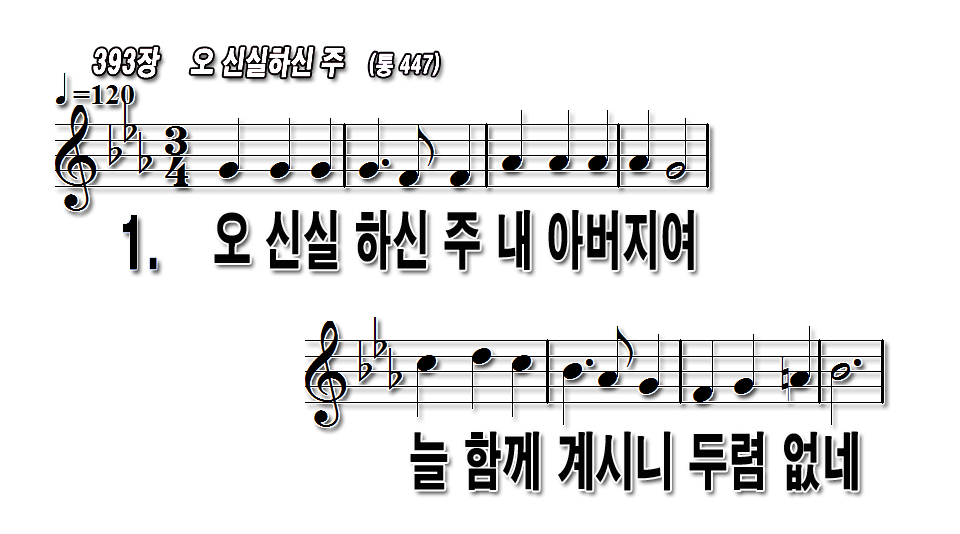 393장 오 신실하신 주 (통 447)
♩=120
3/4
1. 오 신실 하신 주 내 아버지여
늘 함께 계시니 두렴 없네